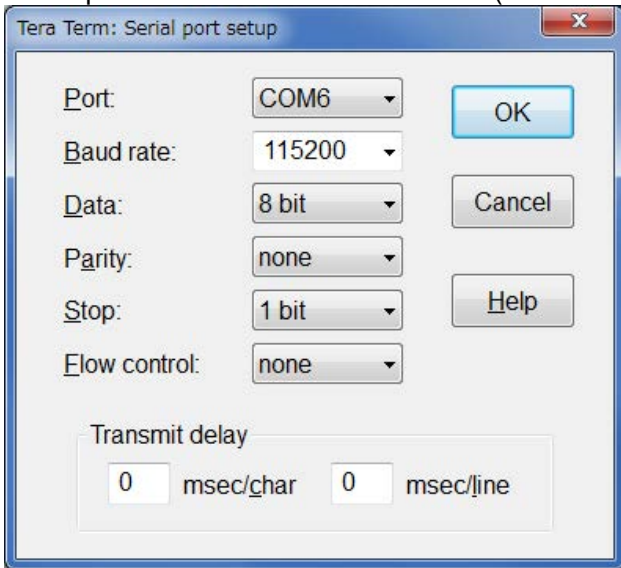 Tera Term: Serial port setup
Port: COM6 OK
Baud rate: 115200
Data: 8 bit Cancel
Parity: none
Stop: 1 bit Help
Flow control: none
Transmit delay
0 msec/char 0 msec/line